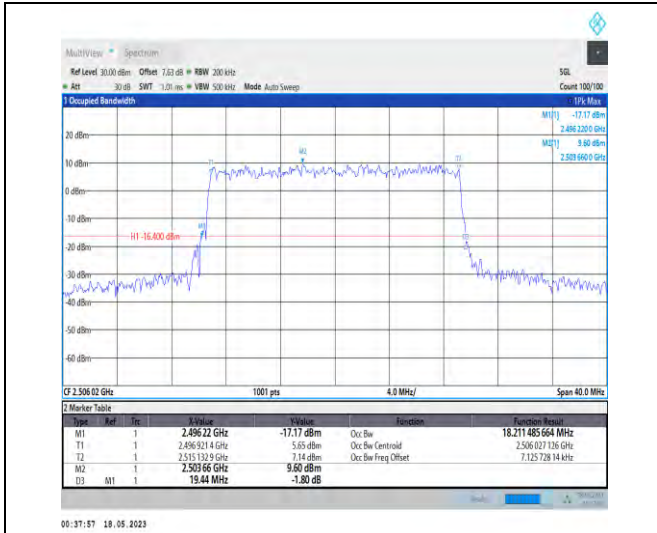 MultiView Spectrum
Ref Level 30.00 dBm Offset 7.63 dB RBW 200 kHz SGL
Att 30 dB SWT 1.01 ms VBW 500 kHz Mode Auto Sweep Count 100/100
1 Occupied Bandwidth 1Pk Max
M1[1] -17.17 dBm
2.496 220 0 GHz
M2[1] 9.60 dBm
2.503 660 0 GHz
20 dBm
M2
T1 T2
10 dBm
0 dBm
-10 dBm
M1
H1 -16.400 dBm
D3
-20 dBm
-30 dBm
-40 dBm
-50 dBm
-60 dBm
CF 2.506 02 GHz 1001 pts 4.0 MHz/ Span 40.0 MHz
2 Marker Table
Type Ref Trc X-Value Y-Value Function Function Result
M1 1 2.496 22 GHz -17.17 dBm Occ Bw 18.211 485 664 MHz
T1 1 2.496 921 4 GHz 5.65 dBm Occ Bw Centroid 2.506 027 126 GHz
T2 1 2.515 132 9 GHz 7.14 dBm Occ Bw Freq Offset 7.125 728 14 kHz
M2 1 2.503 66 GHz 9.60 dBm
D3 M1 1 19.44 MHz -1.80 dB
00:37:57 18.05.2023